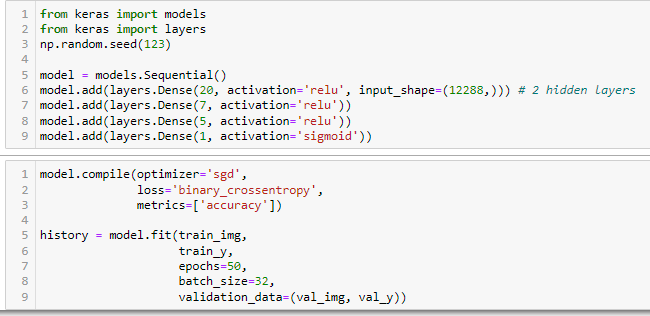 1 from keras import models
2 from keras import layers
3 np.random.seed(123)
4
5 model = models.Sequential()
6 model.add(layers.Dense(20, activation='relu', input_shape=(12288,))) # 2 hidden layers
7 model.add(layers.Dense(7, activation='relu'))
8 model.add(layers.Dense(5, activation='relu'))
9 model.add(layers.Dense(1, activation='sigmoid'))
1 model.compile(optimizer='sgd',
2 loss='binary_crossentropy',
3 metrics=['accuracy'])
4
5 history = model.fit(train_img,
6 train_y,
7 epochs=50,
8 batch_size=32,
9 validation_data=(val_img, val_y))